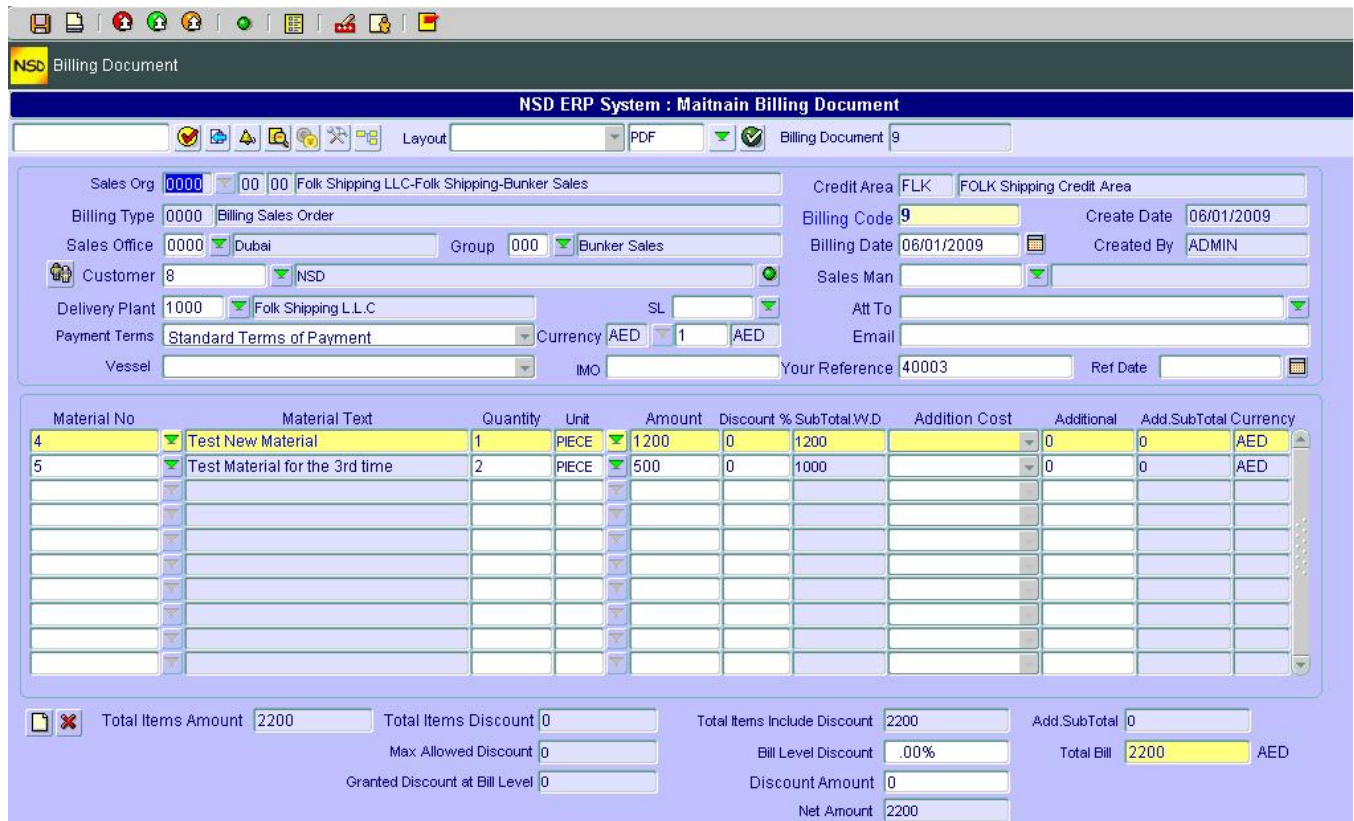 NSD Billing Document
NSD ERP System : Maitnain Billing Document
Layout PDF Billing Document 9
Sales Org 0000 00 00 Folk Shipping LLC-Folk Shipping-Bunker Sales Credit Area FLK FOLK Shipping Credit Area
Billing Type 0000 Billing Sales Order Billing Code 9 Create Date 06/01/2009
Sales Office 0000 Dubai Group 000 Bunker Sales Billing Date 06/01/2009 Created By ADMIN
Customer 8 NSD Sales Man
Delivery Plant 1000 Folk Shipping L.L.C SL Att To
Payment Terms Standard Terms of Payment Currency AED 1 AED Email
Vessel IMO Your Reference 40003 Ref Date
Material No Material Text Quantity Unit Amount Discount % SubTotal.W.D Addition Cost Additional Add.SubTotal Currency
4 Test New Material 1 PIECE 1200 0 1200 0 0 AED
5 Test Material for the 3rd time 2 PIECE 500 0 1000 0 0 AED
Total Items Amount 2200 Total Items Discount 0 Total Items Include Discount 2200 Add.SubTotal 0
Max Allowed Discount 0 Bill Level Discount .00% Total Bill 2200 AED
Granted Discount at Bill Level 0 Discount Amount 0
Net Amount 2200